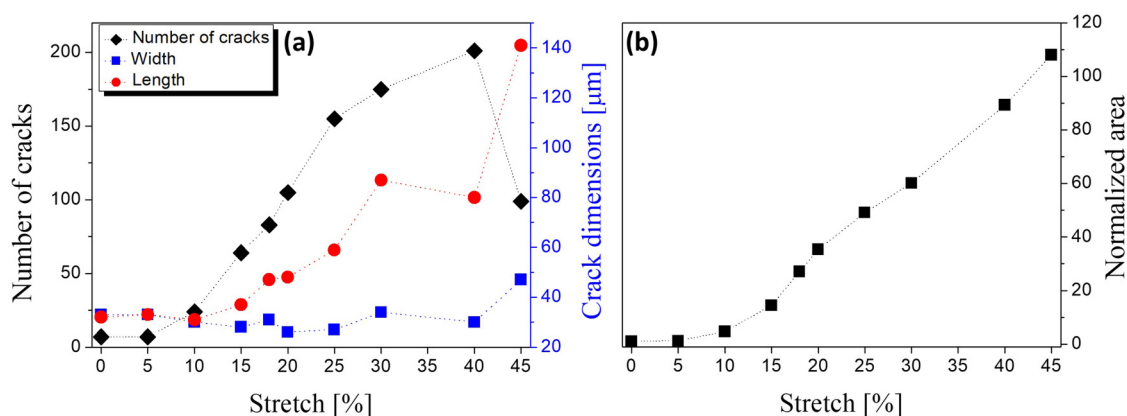 Number of cracks
Width
Length
(a)
Number of cracks
200
150
100
50
0
0 5 10 15 20 25 30 35 40 45
Stretch [%]
140
120
100
80
60
40
20
Crack dimensions [µm]
(b)
0 5 10 15 20 25 30 35 40 45
Stretch [%]
120
100
80
60
40
20
0
Normalized area